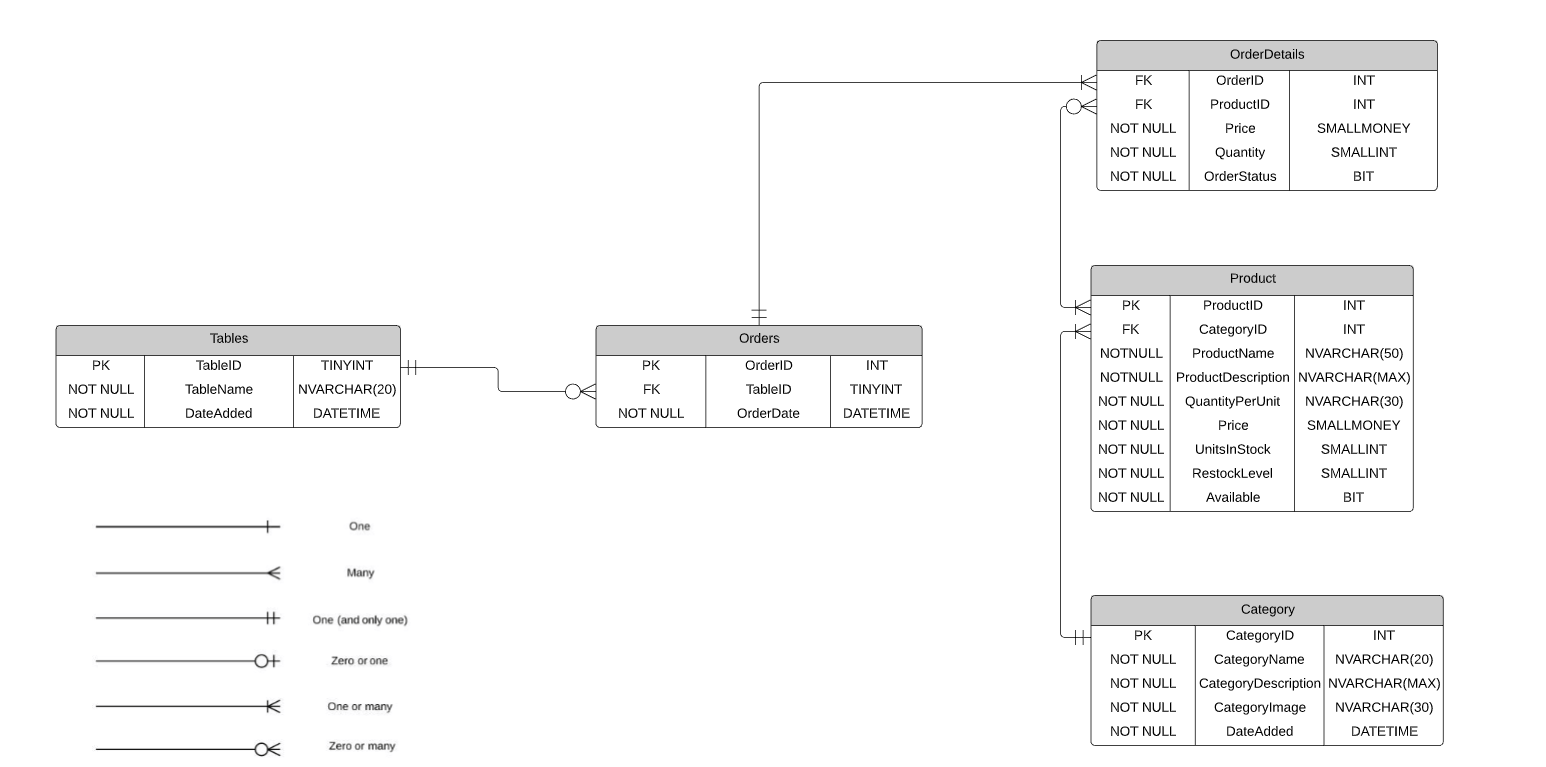 OrderDetails
FK OrderID INT
FK ProductID INT
NOT NULL Price SMALLMONEY
NOT NULL Quantity SMALLINT
NOT NULL OrderStatus BIT
Product
PK ProductID INT
FK CategoryID INT
NOTNULL ProductName NVARCHAR(50)
NOTNULL ProductDescription NVARCHAR(MAX)
NOT NULL QuantityPerUnit NVARCHAR(30)
NOT NULL Price SMALLMONEY
NOT NULL UnitsInStock SMALLINT
NOT NULL RestockLevel SMALLINT
NOT NULL Available BIT
Tables
PK TableID TINYINT
NOT NULL TableName NVARCHAR(20)
NOT NULL DateAdded DATETIME
Orders
PK OrderID INT
FK TableID TINYINT
NOT NULL OrderDate DATETIME
One
Many
One (and only one)
Zero or one
One or many
Zero or many
Category
PK CategoryID INT
NOT NULL CategoryName NVARCHAR(20)
NOT NULL CategoryDescription NVARCHAR(MAX)
NOT NULL CategoryImage NVARCHAR(30)
NOT NULL DateAdded DATETIME